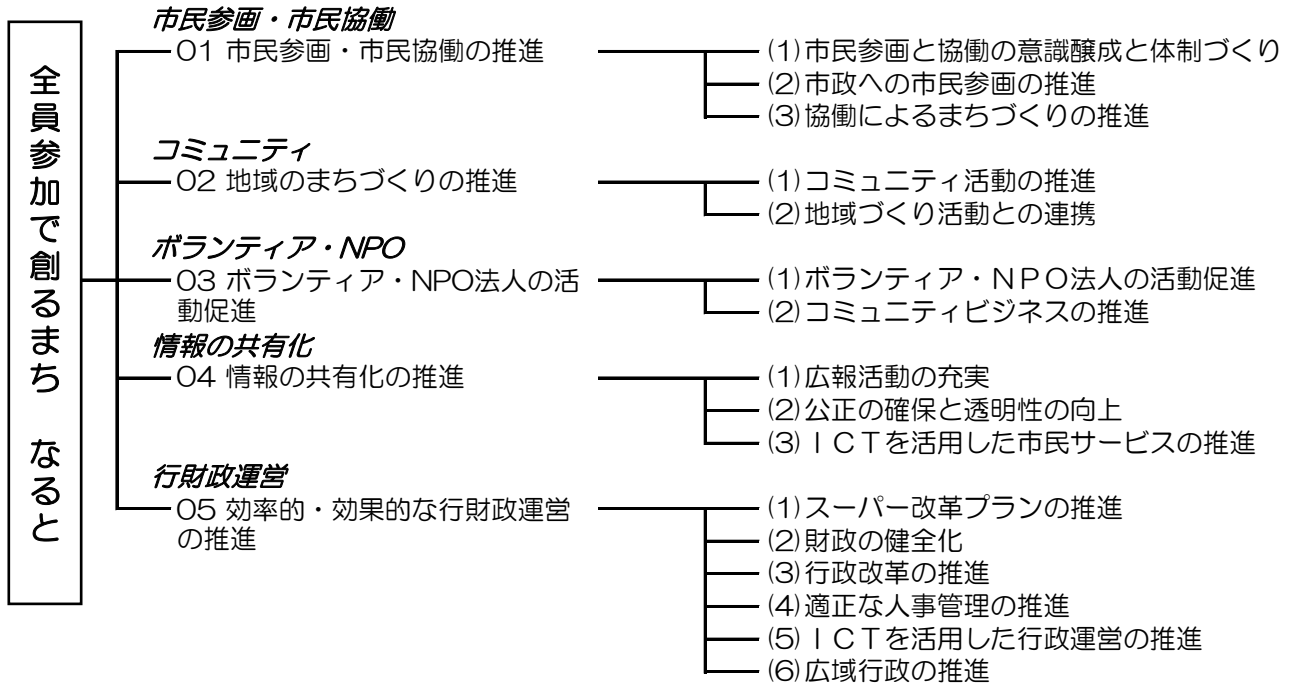 全員参加で創るまち なると
市民参画・市民協働
01 市民参画・市民協働の推進
(1)市民参画と協働の意識醸成と体制づくり
(2)市政への市民参画の推進
(3)協働によるまちづくりの推進
コミュニティ
02 地域のまちづくりの推進
(1)コミュニティ活動の推進
(2)地域づくり活動との連携
ボランティア・NPO
03 ボランティア・NPO法人の活
動促進
(1)ボランティア・ＮＰＯ法人の活動促進
(2)コミュニティビジネスの推進
情報の共有化
04 情報の共有化の推進
(1)広報活動の充実
(2)公正の確保と透明性の向上
(3)ＩＣＴを活用した市民サービスの推進
行財政運営
05 効率的・効果的な行財政運営
の推進
(1)スーパー改革プランの推進
(2)財政の健全化
(3)行政改革の推進
(4)適正な人事管理の推進
(5)ＩＣＴを活用した行政運営の推進
(6)広域行政の推進